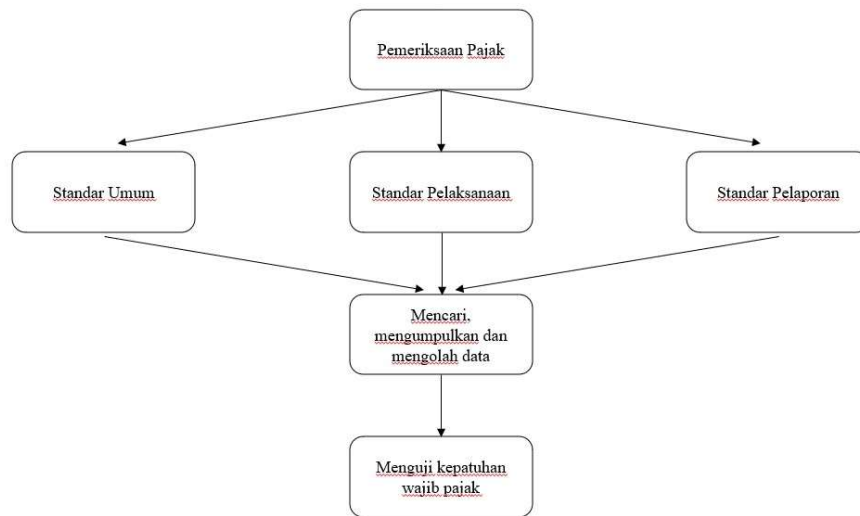 Pemeriksaan Pajak
Standar Umum
Standar Pelaksanaan
Standar Pelaporan
Mencari,
mengumpulkan dan
mengolah data
Menguji kepatuhan
wajib pajak